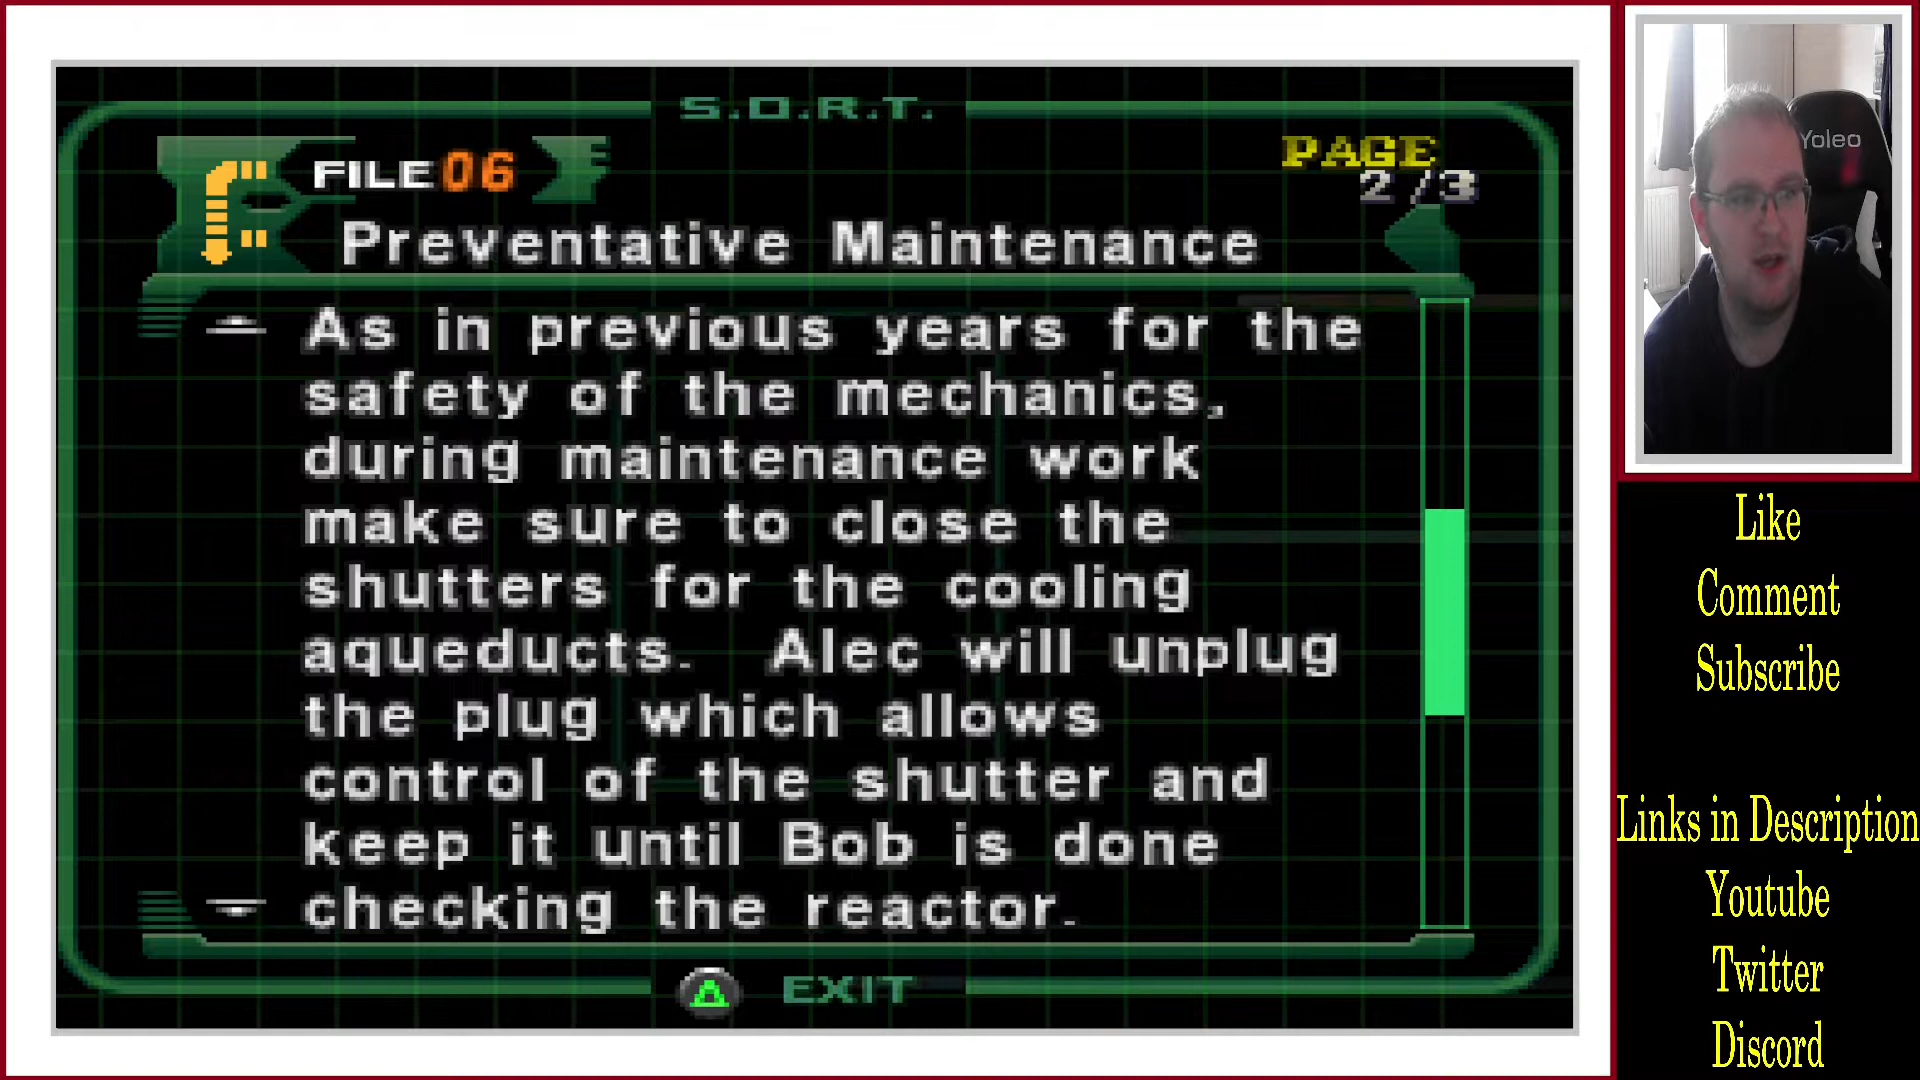 S.O.R.T.
FILE 06
PAGE
2/3
Preventative Maintenance
As in previous years for the
safety of the mechanics,
during maintenance work
make sure to close the
shutters for the cooling
aqueducts. Alec will unplug
the plug which allows
control of the shutter and
keep it until Bob is done
checking the reactor.
EXIT
Yoleo
Like
Comment
Subscribe
Links in Description
Youtube
Twitter
Discord